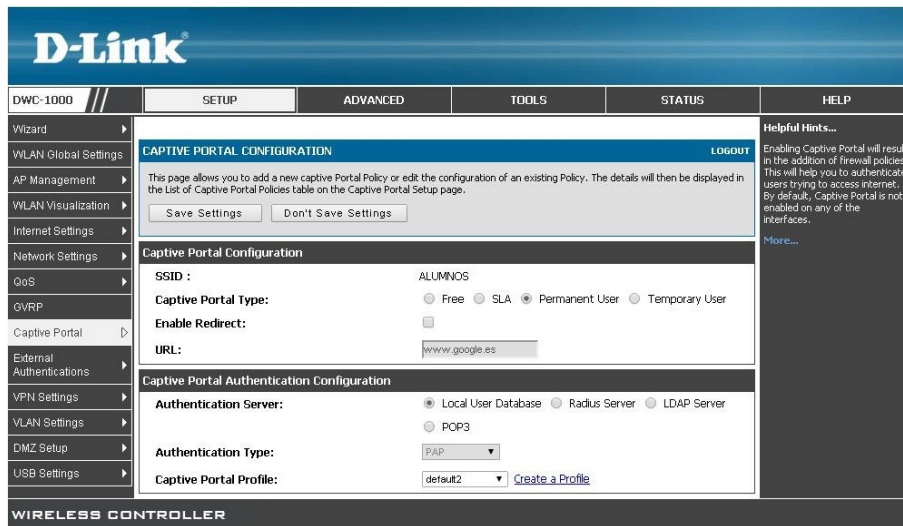 D-Link®
DWC-1000
SETUP
ADVANCED
TOOLS
STATUS
HELP
Wizard
WLAN Global Settings
AP Management
WLAN Visualization
Internet Settings
Network Settings
QoS
GVRP
Captive Portal
External
Authentications
VPN Settings
VLAN Settings
DMZ Setup
USB Settings
CAPTIVE PORTAL CONFIGURATION
LOGOUT
This page allows you to add a new captive Portal Policy or edit the configuration of an existing Policy. The details will then be displayed in
the List of Captive Portal Policies table on the Captive Portal Setup page.
Save Settings
Don't Save Settings
Captive Portal Configuration
SSID :
ALUMNOS
Captive Portal Type:
Free SLA Permanent User Temporary User
Enable Redirect:
URL:
www.google.es
Captive Portal Authentication Configuration
Authentication Server:
Local User Database Radius Server LDAP Server
POP3
Authentication Type:
PAP
Captive Portal Profile:
default2
Create a Profile
Helpful Hints...
Enabling Captive Portal will resul
in the addition of firewall policies
This will help you to authenticate
users trying to access internet.
By default, Captive Portal is not
enabled on any of the
interfaces.
More...
WIRELESS CONTROLLER